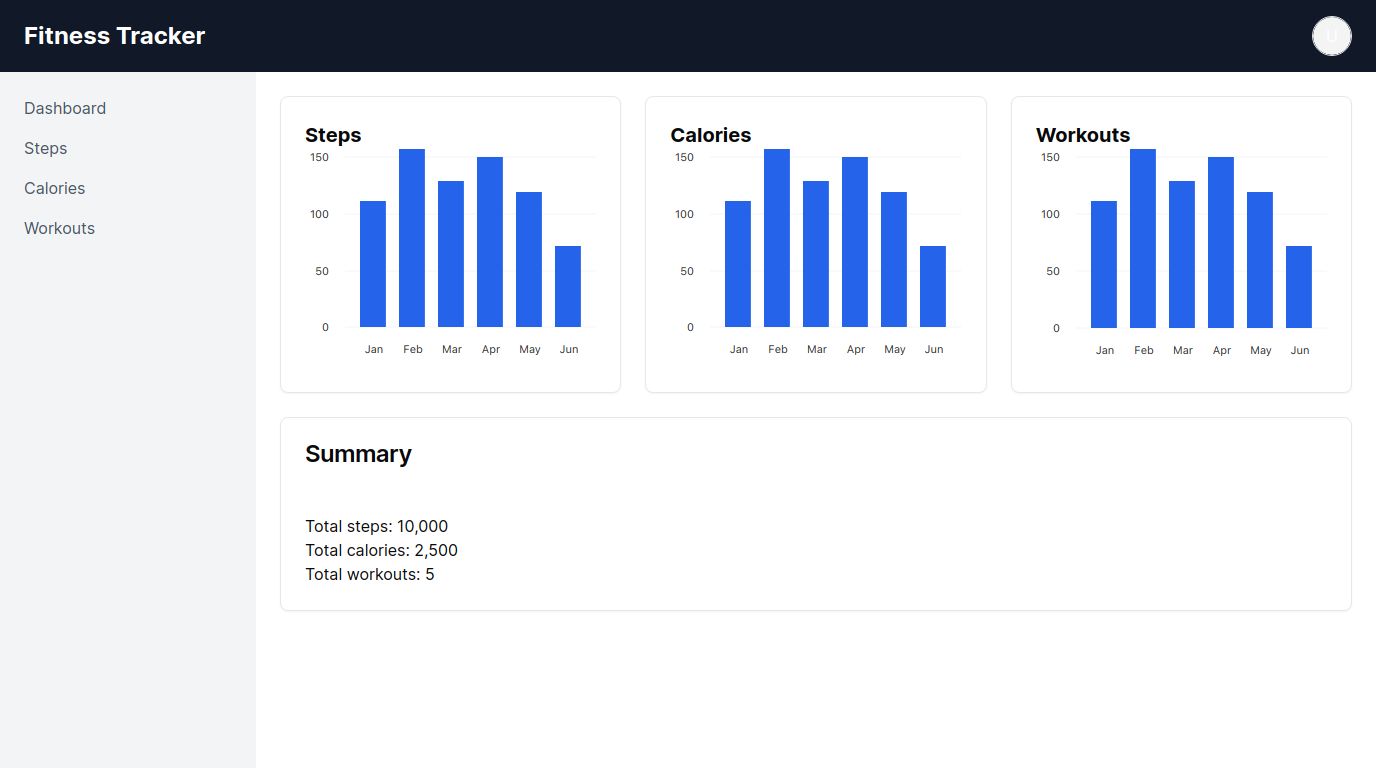 Fitness Tracker
U
Dashboard
Steps
Calories
Workouts
Steps
150
100
50
0
Jan Feb Mar Apr May Jun
Calories
150
100
50
0
Jan Feb Mar Apr May Jun
Workouts
150
100
50
0
Jan Feb Mar Apr May Jun
Summary
Total steps: 10,000
Total calories: 2,500
Total workouts: 5